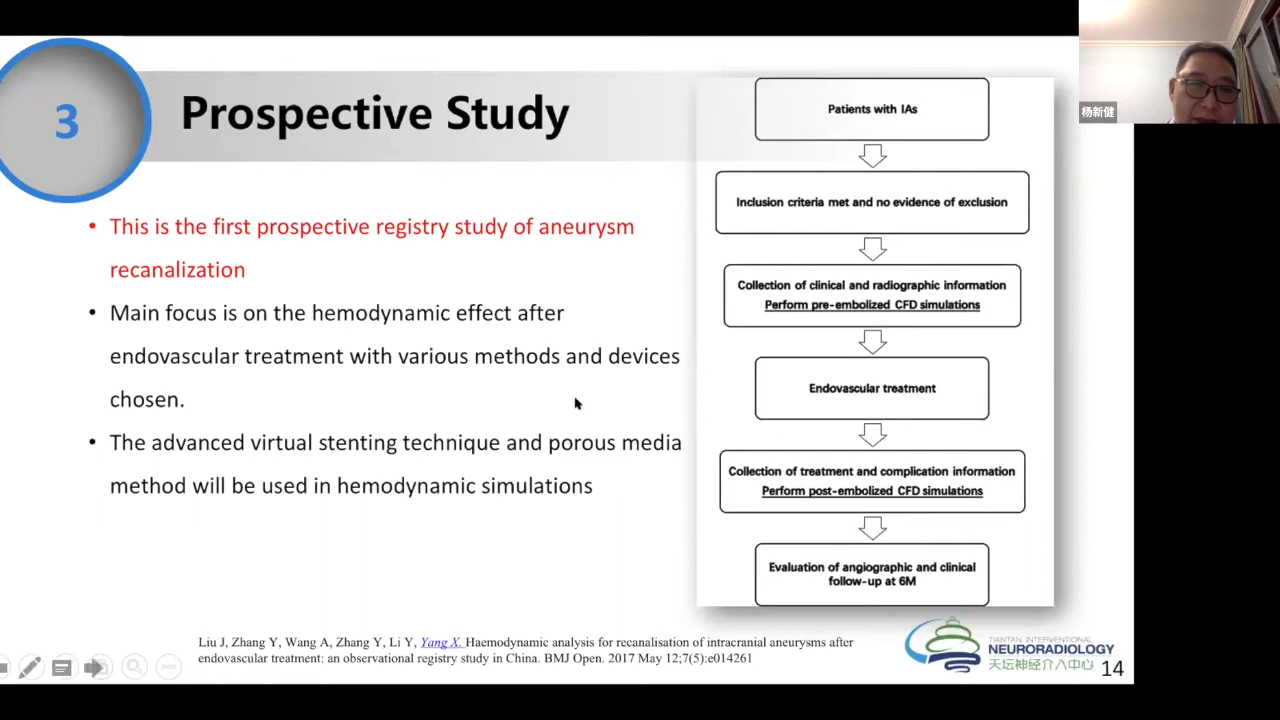 3
Prospective Study
• This is the first prospective registry study of aneurysm
recanalization
• Main focus is on the hemodynamic effect after
endovascular treatment with various methods and devices
chosen.
• The advanced virtual stenting technique and porous media
method will be used in hemodynamic simulations
Patients with IAs
Inclusion criteria met and no evidence of exclusion
Collection of clinical and radiographic information
Perform pre-embolized CFD simulations
Endovascular treatment
Collection of treatment and complication information
Perform post-embolized CFD simulations
Evaluation of angiographic and clinical
follow-up at 6M
Liu J, Zhang Y, Wang A, Zhang Y, Li Y, Yang X. Haemodynamic analysis for recanalisation of intracranial aneurysms after
endovascular treatment: an observational registry study in China. BMJ Open. 2017 May 12;7(5):e014261
TIANTAN INTERVENTIONAL
NEURORADIOLOGY
天坛神经介入中心
14
杨新健